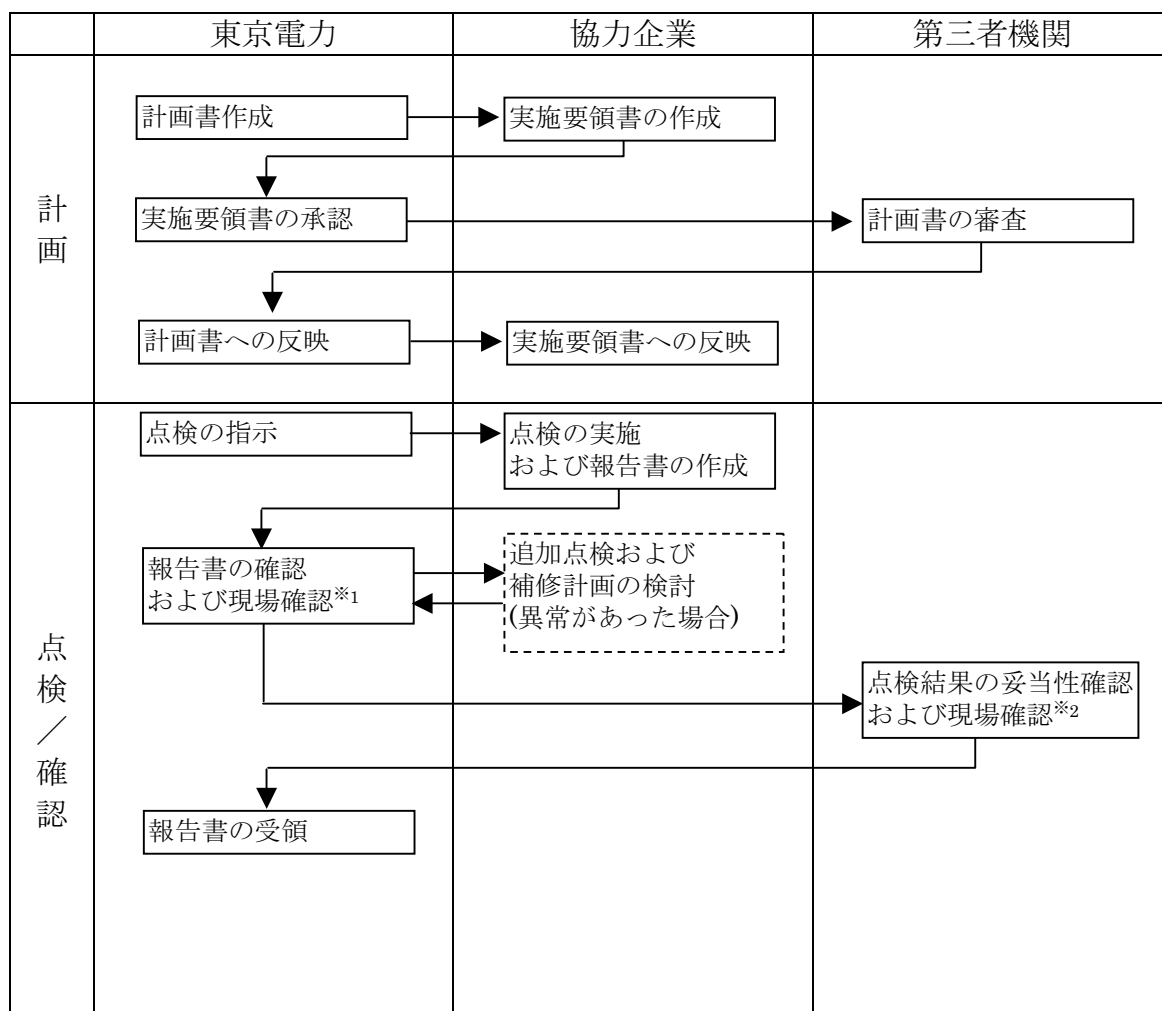 東京電力 協力企業 第三者機関
計画
計画書作成
実施要領書の作成
実施要領書の承認
計画書の審査
計画書への反映
実施要領書への反映
点検／確認
点検の指示
点検の実施
および報告書の作成
報告書の確認
および現場確認※1
追加点検および
補修計画の検討
(異常があった場合)
点検結果の妥当性確認
および現場確認※2
報告書の受領